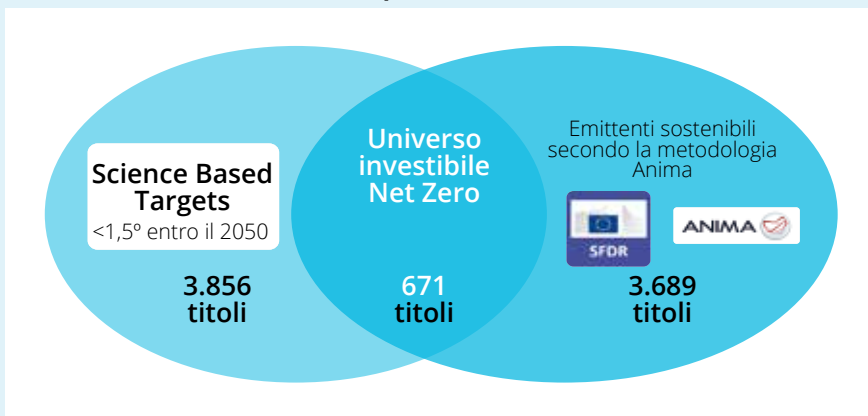 Science Based
Targets
<1,5º entro il 2050
3.856
titoli
Universo
investibile
Net Zero
671
titoli
Emittenti sostenibili
secondo la metodologia
Anima
SFDR
ANIMA
3.689
titoli